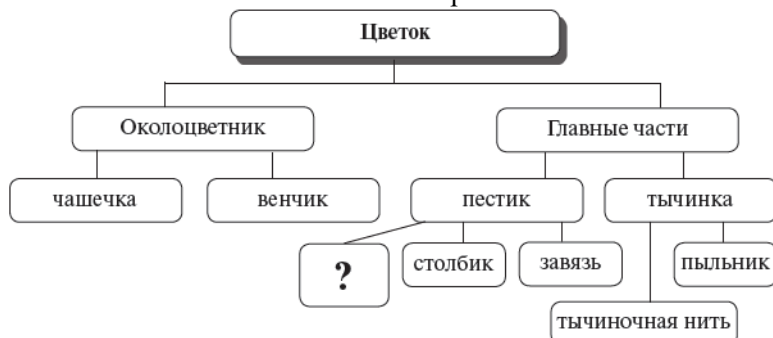 Цветок
Околоцветник
Главные части
чашечка
венчик
пестик
тычинка
?
столбик
завязь
пыльник
тычиночная нить